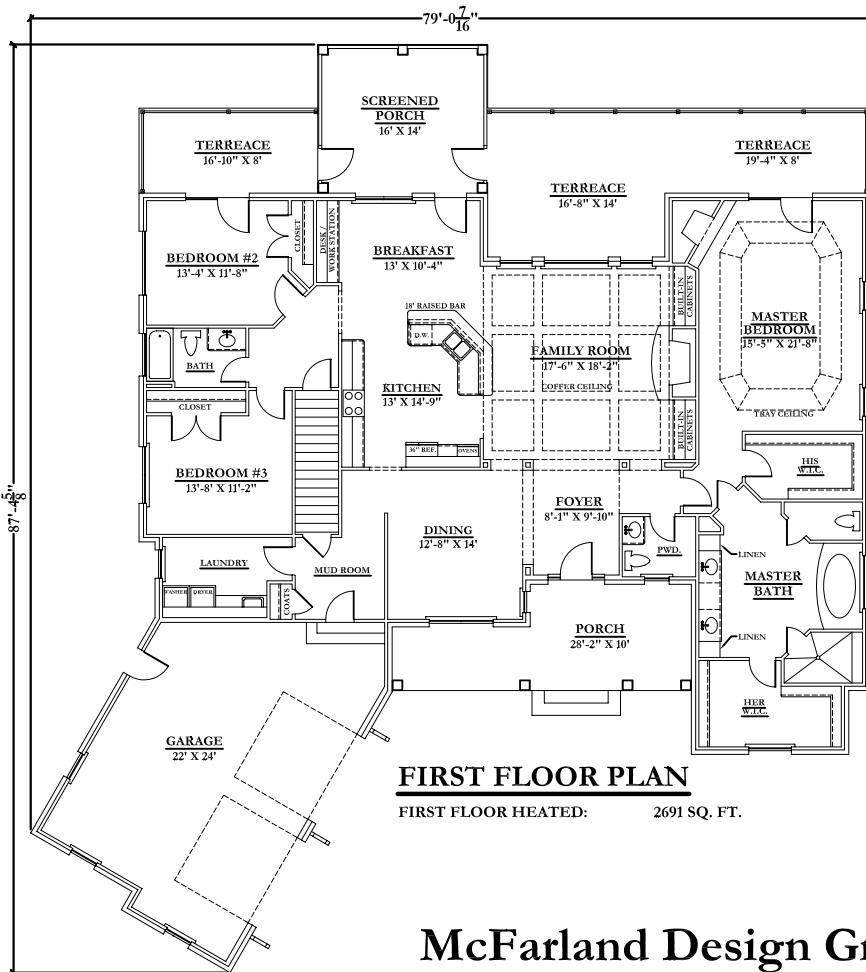 79'-0 7/16"
SCREENED
PORCH
16' X 14'
TERREACE
16'-10" X 8'
TERREACE
19'-4" X 8'
TERREACE
16'-8" X 14'
CLOSET
DESK /
WORK STATION
BEDROOM #2
13'-4" X 11'-8"
BREAKFAST
13' X 10'-4"
BUILT-IN
CABINETS
18' RAISED BAR
D.W.
MASTER
BEDROOM
15'-5" X 21'-8"
FAMILY ROOM
17'-6" X 18'-2"
COFFER CEILING
BATH
KITCHEN
13' X 14'-9"
CLOSET
TRAY CEILING
BUILT-IN
CABINETS
36" REF.
OVENS
HIS
W.I.C.
BEDROOM #3
13'-8" X 11'-2"
87'-4 5/8"
FOYER
8'-1" X 9'-10"
DINING
12'-8" X 14'
PWD.
LINEN
LAUNDRY
MUD ROOM
MASTER
BATH
WASHER
DRYER
COATS
PORCH
28'-2" X 10'
LINEN
HER
W.I.C.
GARAGE
22' X 24'
FIRST FLOOR PLAN
FIRST FLOOR HEATED: 2691 SQ. FT.
McFarland Design Gr